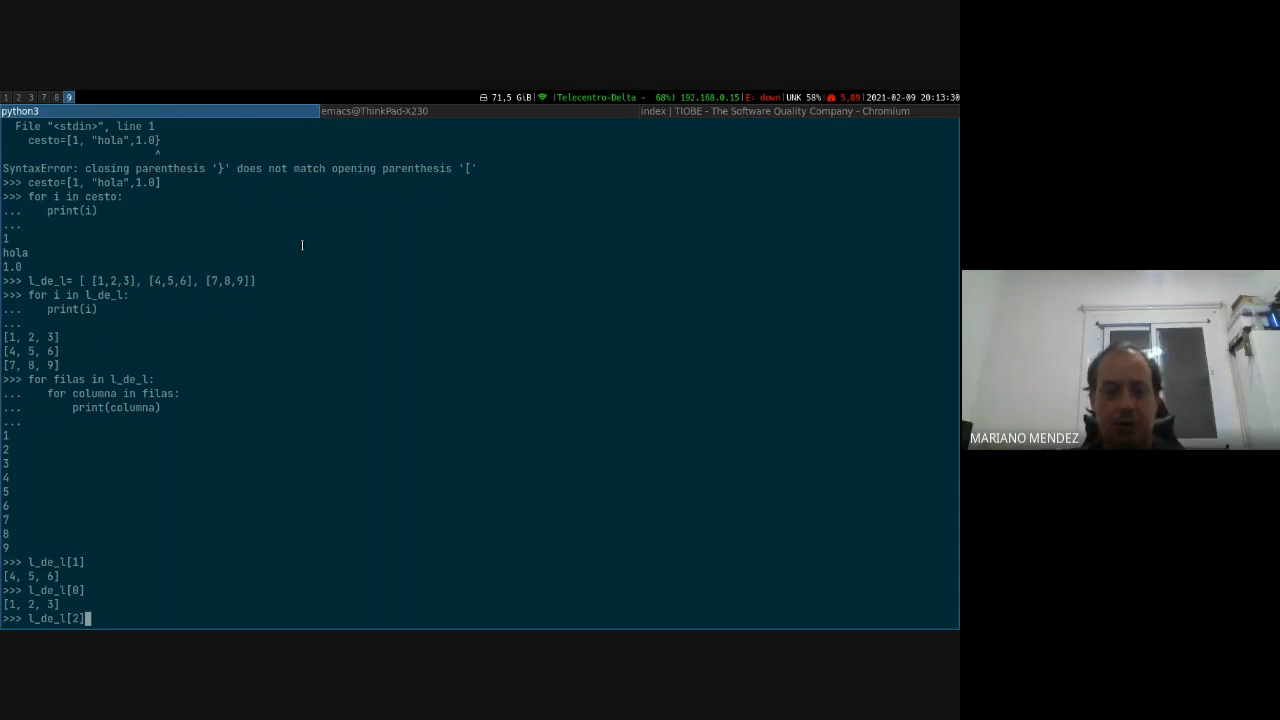 1 2 3 7 8 9
71,5 GiB| |Telecentro-Delta - 68%) 192.168.0.15|E: down|UNK 58%| 5,89|2021-02-09 20:13:30
python3
emacs@ThinkPad-X230
index | TIOBE - The Software Quality Company - Chromium
File "<stdin>", line 1
cesto=[1, "hola",1.0}
^
SyntaxError: closing parenthesis '}' does not match opening parenthesis '['
>>> cesto=[1, "hola",1.0]
>>> for i in cesto:
... print(i)
...
1
hola
1.0
>>> l_de_l= [ [1,2,3], [4,5,6], [7,8,9]]
>>> for i in l_de_l:
... print(i)
...
[1, 2, 3]
[4, 5, 6]
[7, 8, 9]
>>> for filas in l_de_l:
... for columna in filas:
... print(columna)
...
1
2
3
4
5
6
7
8
9
>>> l_de_l[1]
[4, 5, 6]
>>> l_de_l[0]
[1, 2, 3]
>>> l_de_l[2]
MARIANO MENDEZ